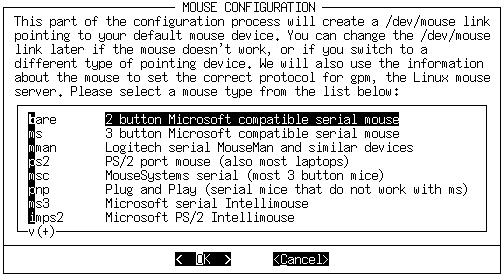 MOUSE CONFIGURATION
This part of the configuration process will create a /dev/mouse link
pointing to your default mouse device. You can change the /dev/mouse
link later if the mouse doesn't work, or if you switch to a
different type of pointing device. We will also use the information
about the mouse to set the correct protocol for gpm, the Linux mouse
server. Please select a mouse type from the list below:
bare 2 button Microsoft compatible serial mouse
ms 3 button Microsoft compatible serial mouse
mman Logitech serial MouseMan and similar devices
ps2 PS/2 port mouse (also most laptops)
msc MouseSystems serial (most 3 button mice)
pnp Plug and Play (serial mice that do not work with ms)
ms3 Microsoft serial Intellimouse
imps2 Microsoft PS/2 Intellimouse
v(+)
< OK > <Cancel>